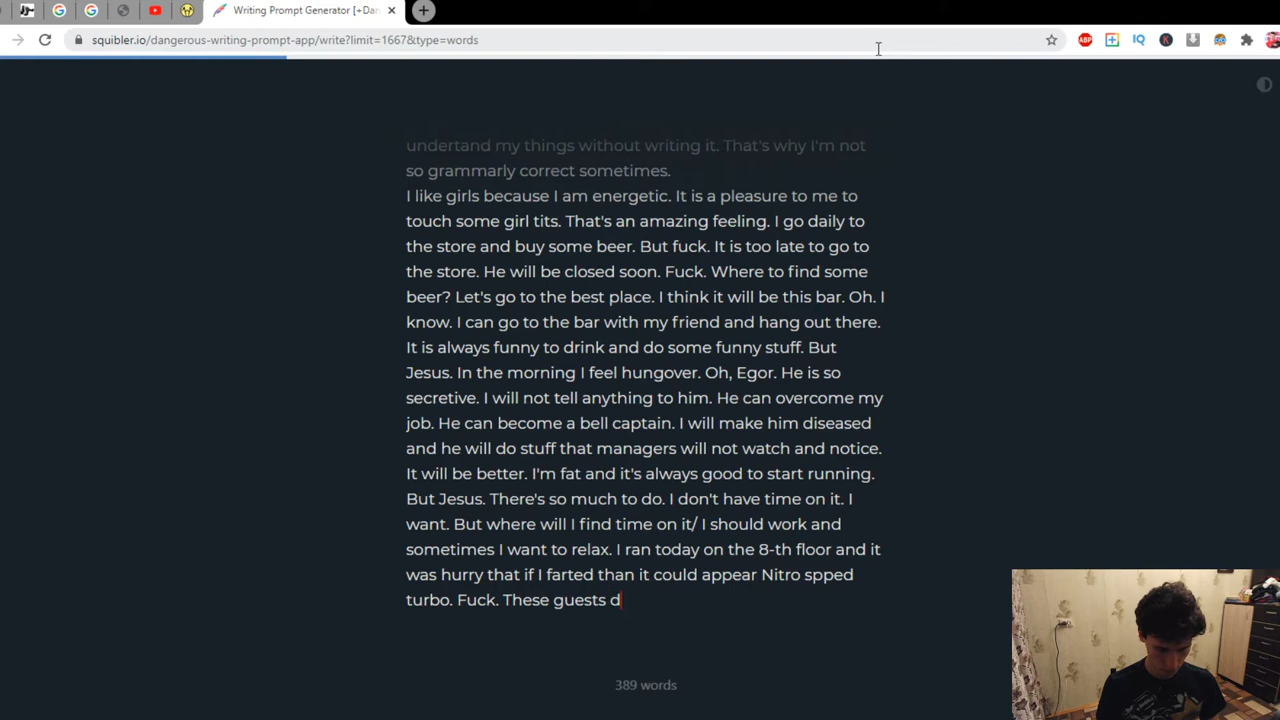 Writing Prompt Generator [+Dan
squibler.io/dangerous-writing-prompt-app/write?limit=1667&type=words
ABP
IQ
K
undertand my things without writing it. That's why I'm not
so grammarly correct sometimes.
I like girls because I am energetic. It is a pleasure to me to
touch some girl tits. That's an amazing feeling. I go daily to
the store and buy some beer. But fuck. It is too late to go to
the store. He will be closed soon. Fuck. Where to find some
beer? Let's go to the best place. I think it will be this bar. Oh. I
know. I can go to the bar with my friend and hang out there.
It is always funny to drink and do some funny stuff. But
Jesus. In the morning I feel hungover. Oh, Egor. He is so
secretive. I will not tell anything to him. He can overcome my
job. He can become a bell captain. I will make him diseased
and he will do stuff that managers will not watch and notice.
It will be better. I'm fat and it's always good to start running.
But Jesus. There's so much to do. I don't have time on it. I
want. But where will I find time on it/ I should work and
sometimes I want to relax. I ran today on the 8-th floor and it
was hurry that if I farted than it could appear Nitro spped
turbo. Fuck. These guests d
389 words